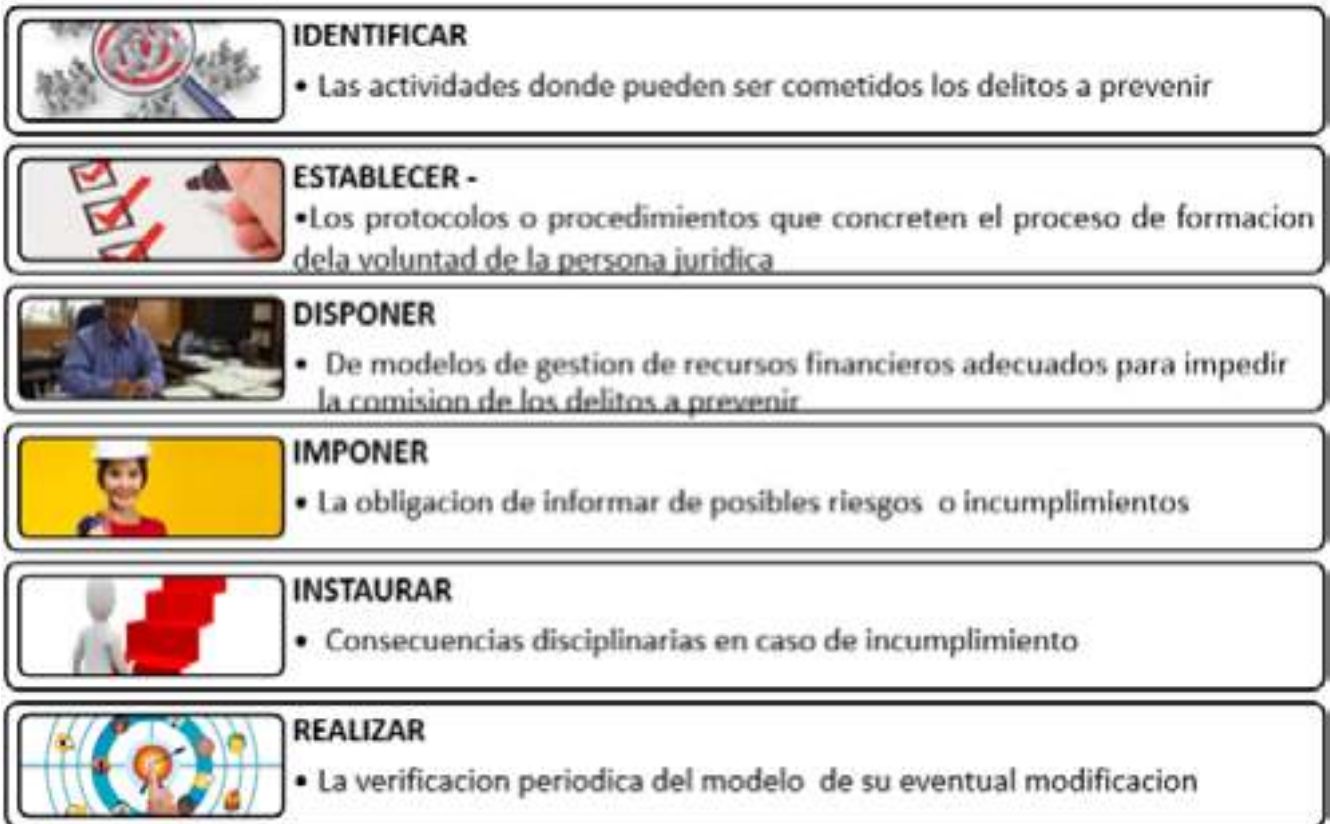 IDENTIFICAR
• Las actividades donde pueden ser cometidos los delitos a prevenir
ESTABLECER -
•Los protocolos o procedimientos que concreten el proceso de formacion
dela voluntad de la persona juridica
DISPONER
• De modelos de gestion de recursos financieros adecuados para impedir
la comision de los delitos a prevenir
IMPONER
• La obligacion de informar de posibles riesgos o incumplimientos
INSTAURAR
• Consecuencias disciplinarias en caso de incumplimiento
REALIZAR
• La verificacion periodica del modelo de su eventual modificacion